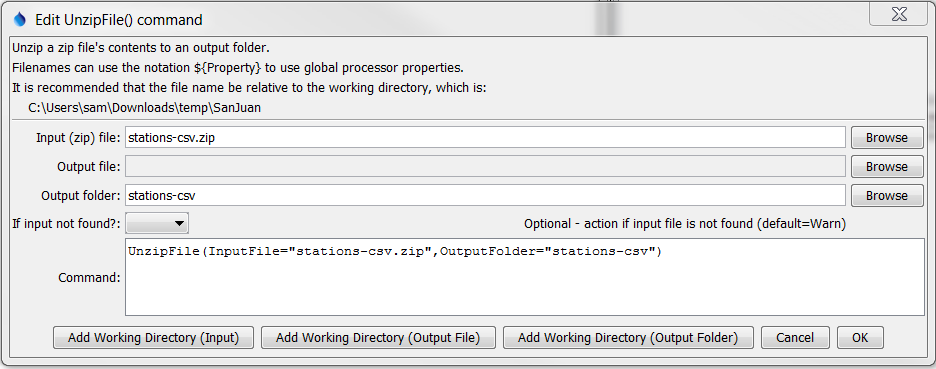 Edit UnzipFile() command
Unzip a zip file's contents to an output folder.
Filenames can use the notation ${Property} to use global processor properties.
It is recommended that the file name be relative to the working directory, which is:
C:\Users\sam\Downloads\temp\SanJuan
Input (zip) file: stations-csv.zip Browse
Output file: Browse
Output folder: stations-csv Browse
If input not found?: Optional - action if input file is not found (default=Warn)
Command: UnzipFile(InputFile="stations-csv.zip",OutputFolder="stations-csv")
Add Working Directory (Input) Add Working Directory (Output File) Add Working Directory (Output Folder) Cancel OK